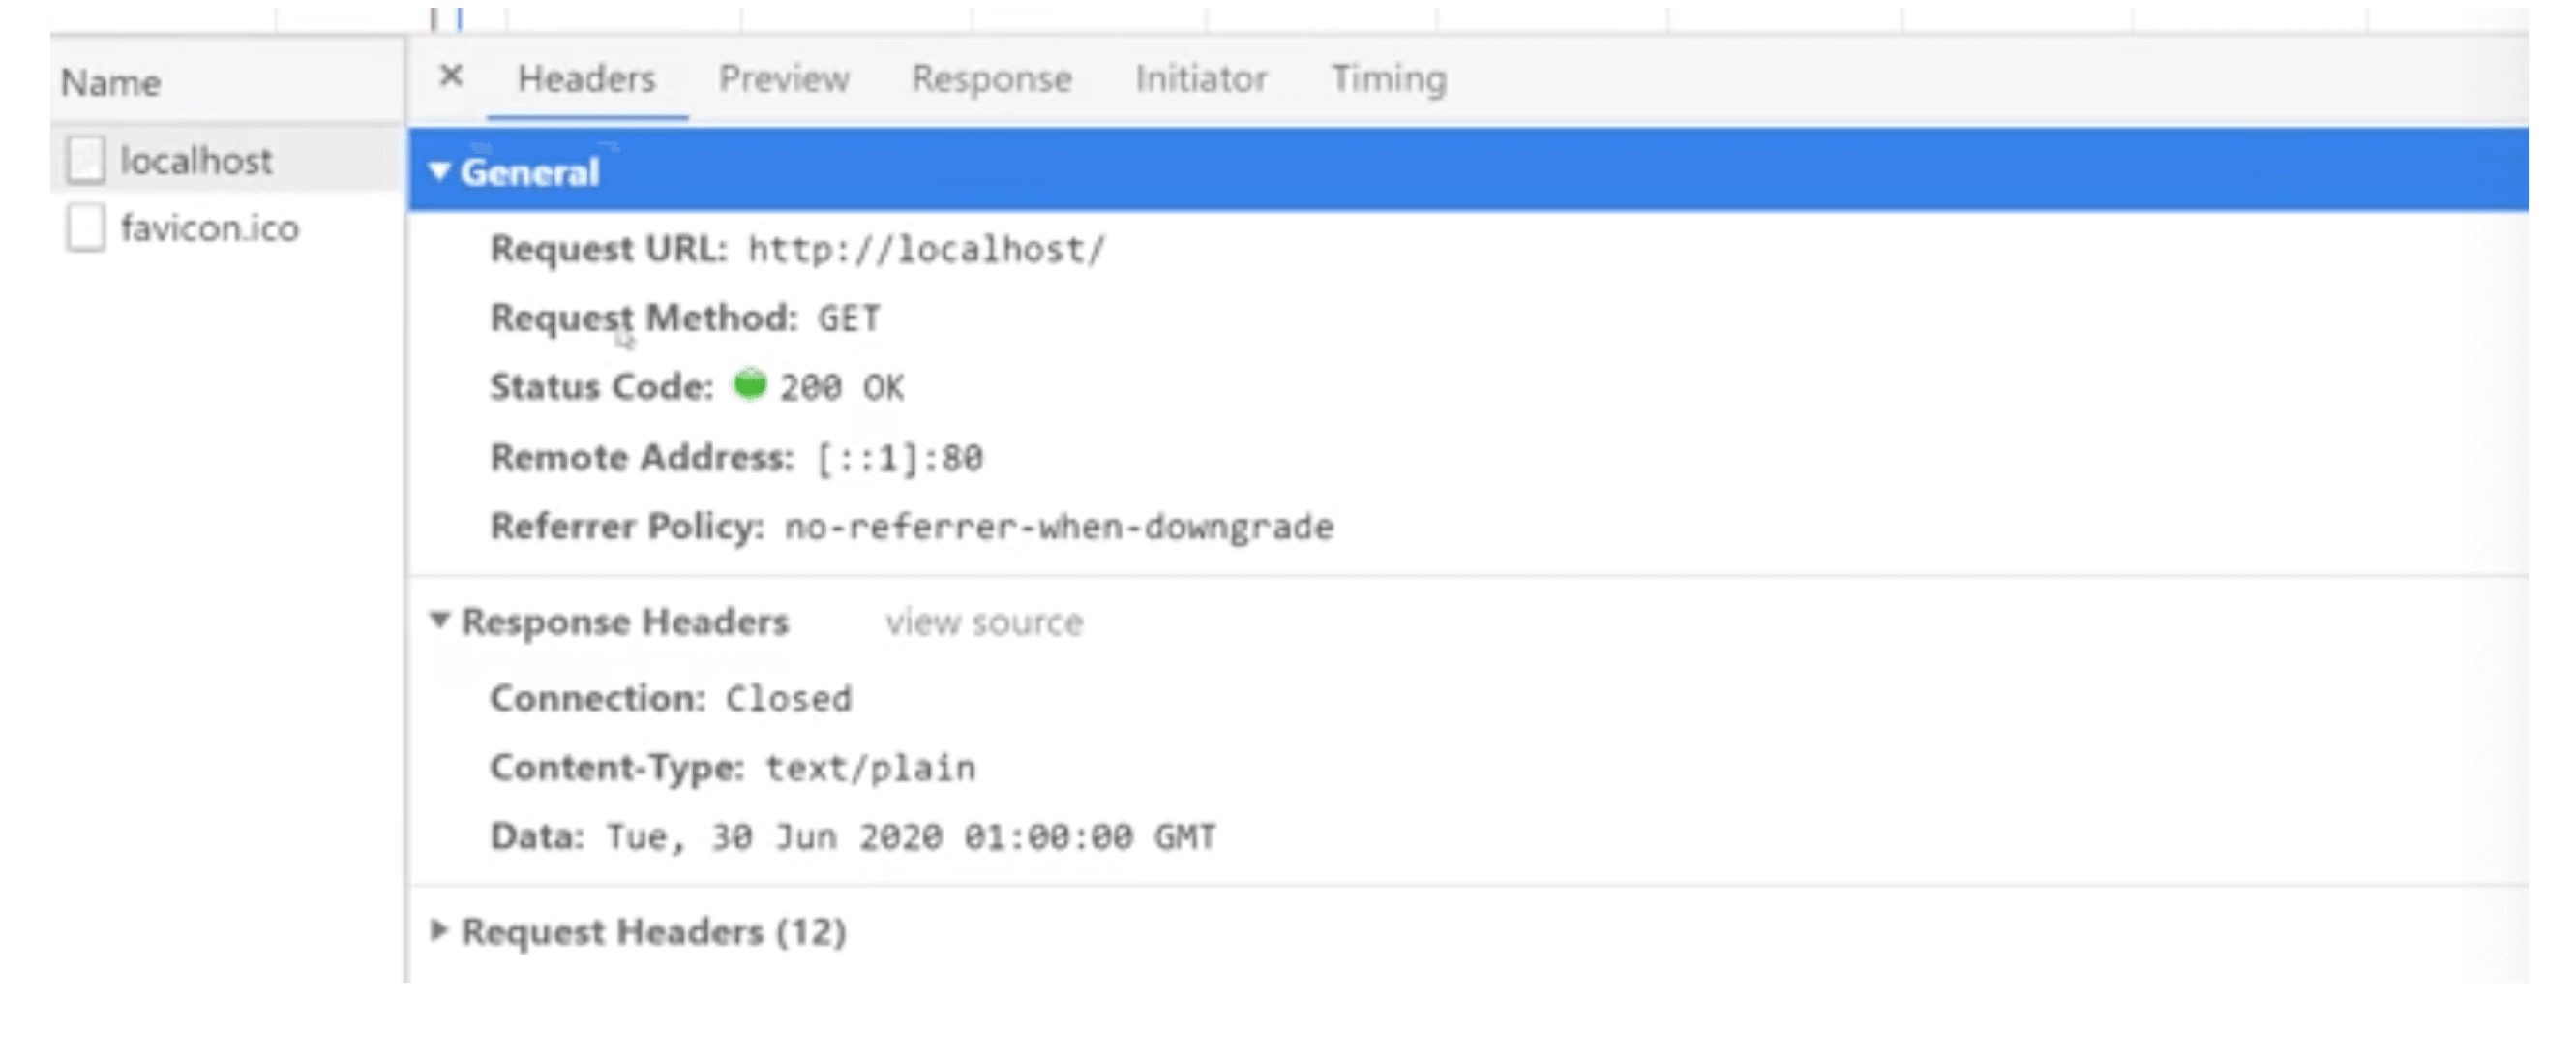 Name
× Headers Preview Response Initiator Timing
localhost
favicon.ico
▼ General
Request URL: http://localhost/
Request Method: GET
Status Code: 200 OK
Remote Address: [::1]:80
Referrer Policy: no-referrer-when-downgrade
▼ Response Headers view source
Connection: Closed
Content-Type: text/plain
Data: Tue, 30 Jun 2020 01:00:00 GMT
▶ Request Headers (12)